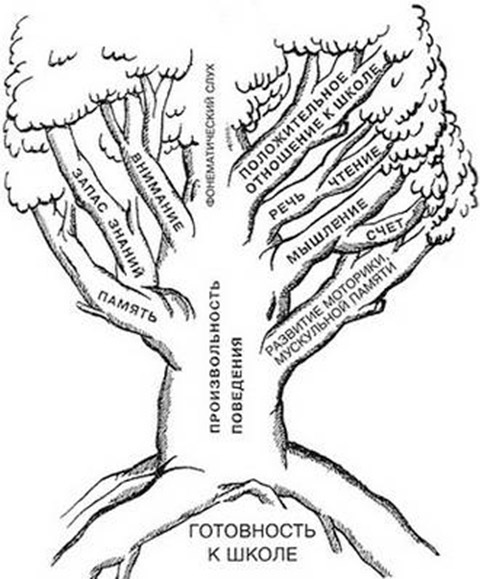 ФОНЕМАТИЧЕСКИЙ СЛУХ
ПОЛОЖИТЕЛЬНОЕ
ОТНОШЕНИЕ К ШКОЛЕ
ВНИМАНИЕ
ЗАПАС ЗНАНИЙ
РЕЧЬ
ЧТЕНИЕ
МЫШЛЕНИЕ
СЧЕТ
ПАМЯТЬ
РАЗВИТИЕ МОТОРИКИ,
МУСКУЛЬНОЙ ПАМЯТИ
ПРОИЗВОЛЬНОСТЬ
ПОВЕДЕНИЯ
ГОТОВНОСТЬ
К ШКОЛЕ